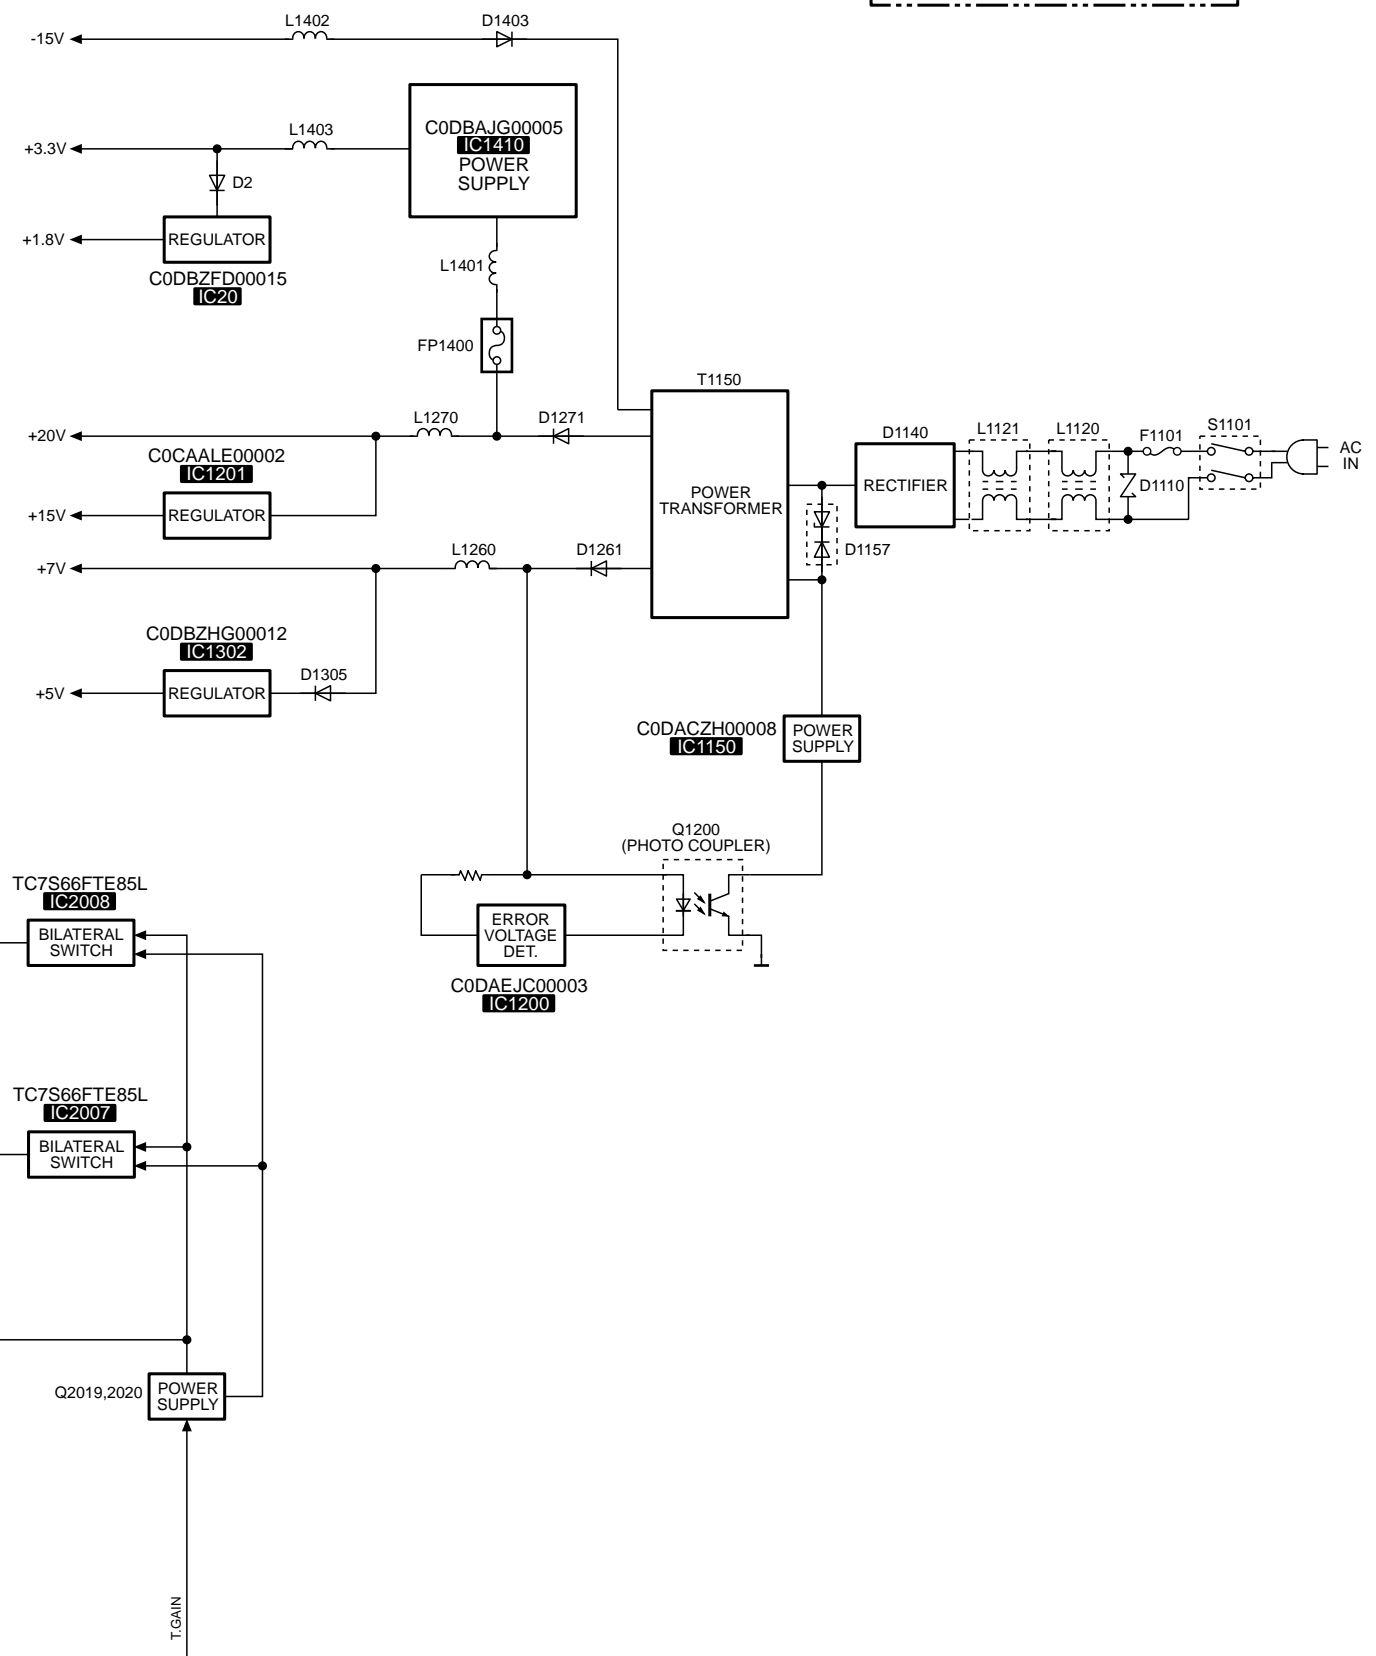 L1402
D1403
-15V
C0DBAJG00005
IC1410
POWER
SUPPLY
L1403
+3.3V
D2
+1.8V
REGULATOR
C0DBZFD00015
IC20
L1401
FP1400
T1150
POWER
TRANSFORMER
L1270
D1271
+20V
C0CAALE00002
IC1201
+15V
REGULATOR
D1140
RECTIFIER
L1121
L1120
F1101
S1101
D1110
AC
IN
D1157
L1260
D1261
+7V
C0DBZHG00012
IC1302
D1305
+5V
REGULATOR
C0DACZH00008
IC1150
POWER
SUPPLY
Q1200
(PHOTO COUPLER)
ERROR
VOLTAGE
DET.
C0DAEJC00003
IC1200
TC7S66FTE85L
IC2008
BILATERAL
SWITCH
TC7S66FTE85L
IC2007
BILATERAL
SWITCH
Q2019,2020
POWER
SUPPLY
T.GAIN